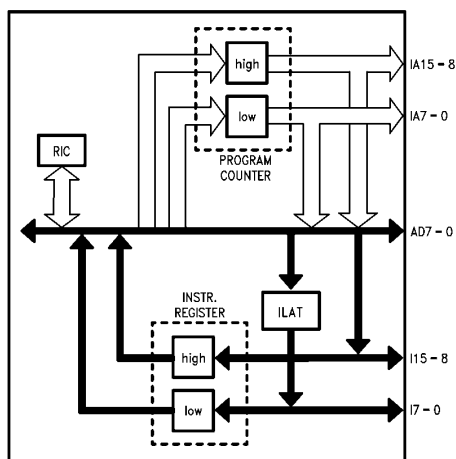 high
IA15-8
low
IA7-0
RIC
PROGRAM
COUNTER
AD7-0
INSTR.
REGISTER
ILAT
high
I15-8
low
I7-0